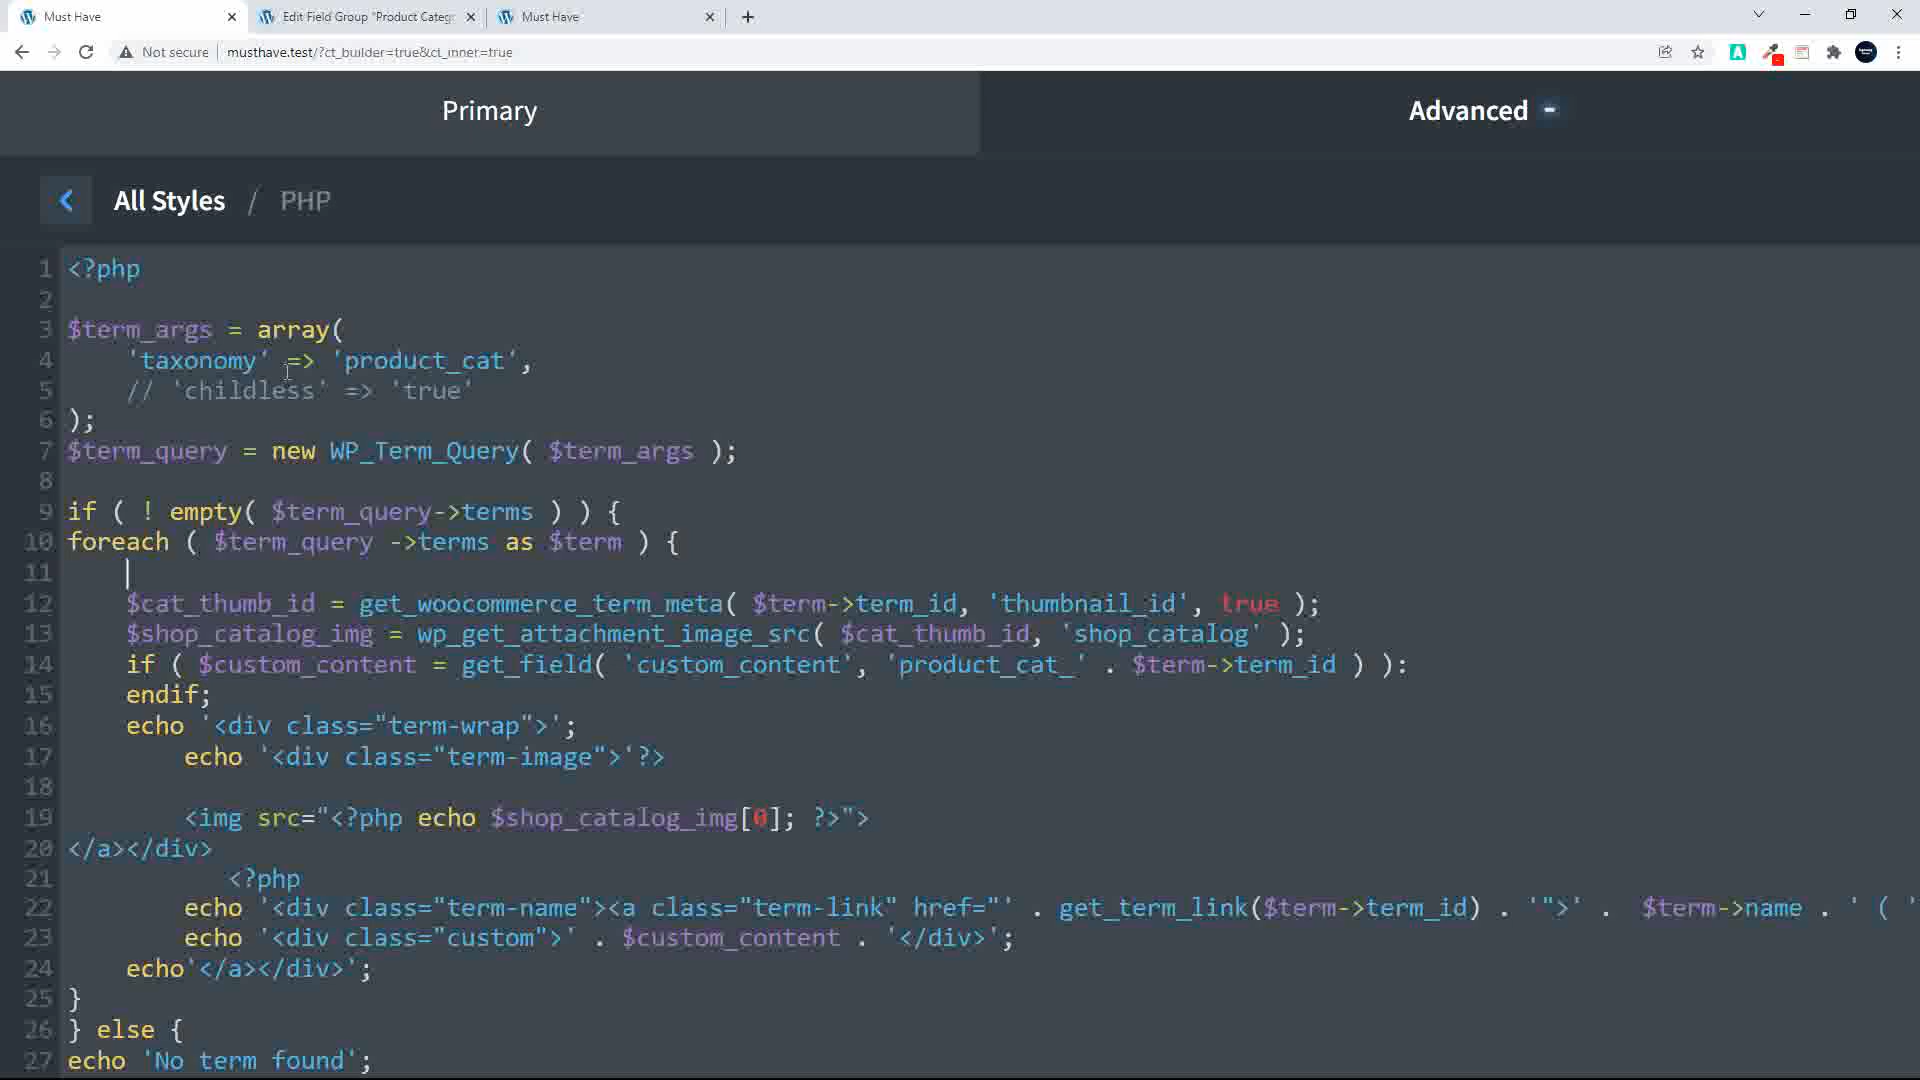 Must Have
Edit Field Group "Product Categ
Must Have
Not secure
musthave.test/?ct_builder=true&ct_inner=true
Primary
Advanced
All Styles / PHP
1 <?php
2
3 $term_args = array(
4 'taxonomy' => 'product_cat',
5 // 'childless' => 'true'
6 );
7 $term_query = new WP_Term_Query( $term_args );
8
9 if ( ! empty( $term_query->terms ) ) {
10 foreach ( $term_query ->terms as $term ) {
11
12 $cat_thumb_id = get_woocommerce_term_meta( $term->term_id, 'thumbnail_id', true );
13 $shop_catalog_img = wp_get_attachment_image_src( $cat_thumb_id, 'shop_catalog' );
14 if ( $custom_content = get_field( 'custom_content', 'product_cat_' . $term->term_id ) ):
15 endif;
16 echo '<div class="term-wrap">';
17 echo '<div class="term-image">'?>
18
19 <img src="<?php echo $shop_catalog_img[0]; ?>">
20 </a></div>
21 <?php
22 echo '<div class="term-name"><a class="term-link" href="' . get_term_link($term->term_id) . '">' . $term->name . ' ( '
23 echo '<div class="custom">' . $custom_content . '</div>';
24 echo'</a></div>';
25 }
26 } else {
27 echo 'No term found';